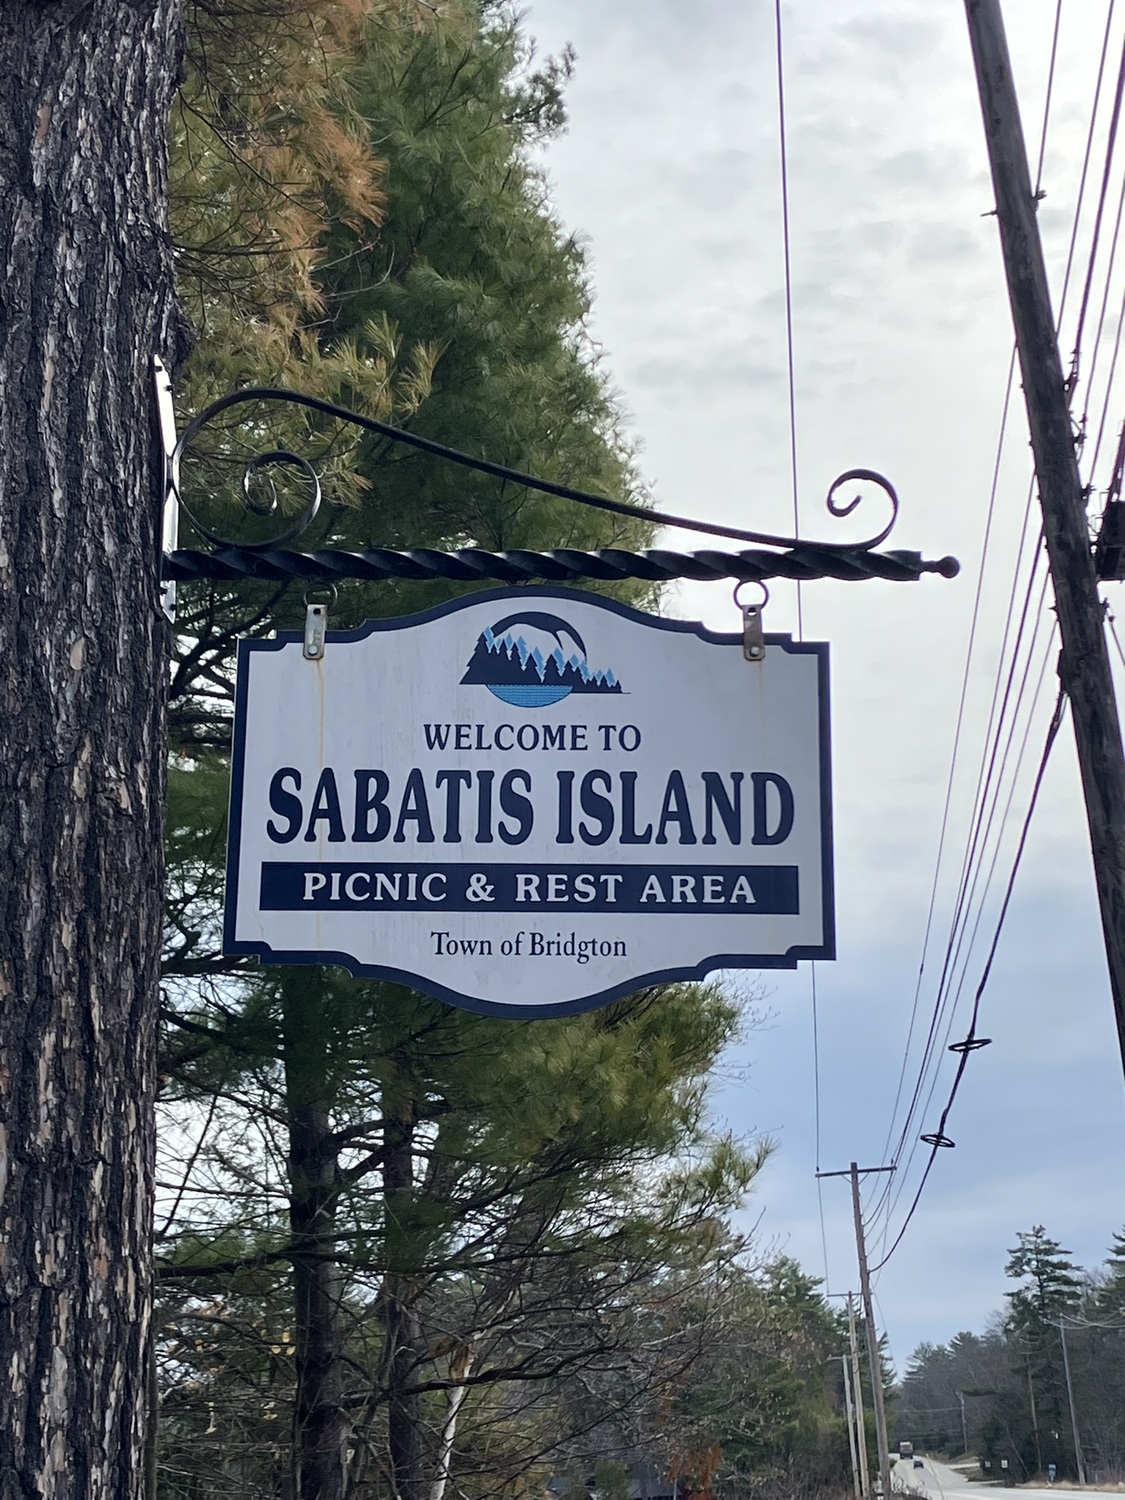 WELCOME TO
SABATIS ISLAND
PICNIC & REST AREA
Town of Bridgton